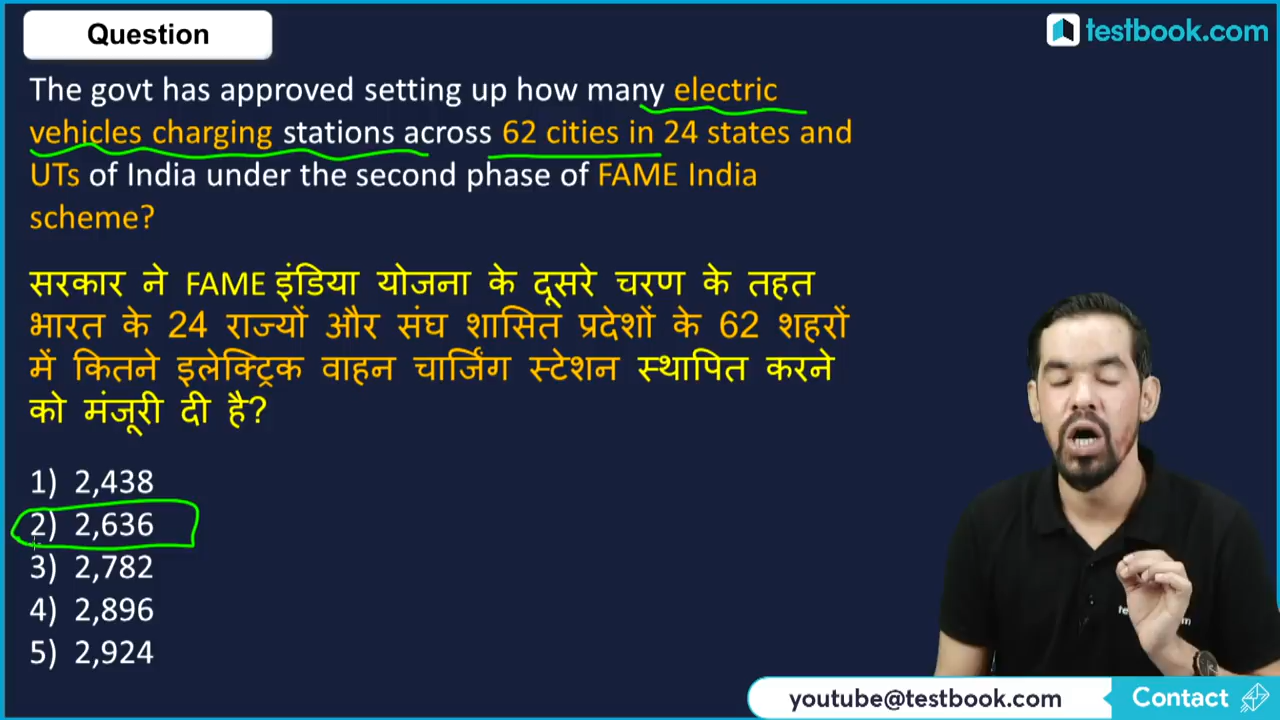 Question
testbook.com
The govt has approved setting up how many electric
vehicles charging stations across 62 cities in 24 states and
UTs of India under the second phase of FAME India
scheme?
सरकार ने FAME इंडिया योजना के दूसरे चरण के तहत
भारत के 24 राज्यों और संघ शासित प्रदेशों के 62 शहरों
में कितने इलेक्ट्रिक वाहन चार्जिंग स्टेशन स्थापित करने
को मंजूरी दी है?
1) 2,438
2) 2,636
3) 2,782
4) 2,896
5) 2,924
youtube@testbook.com
Contact